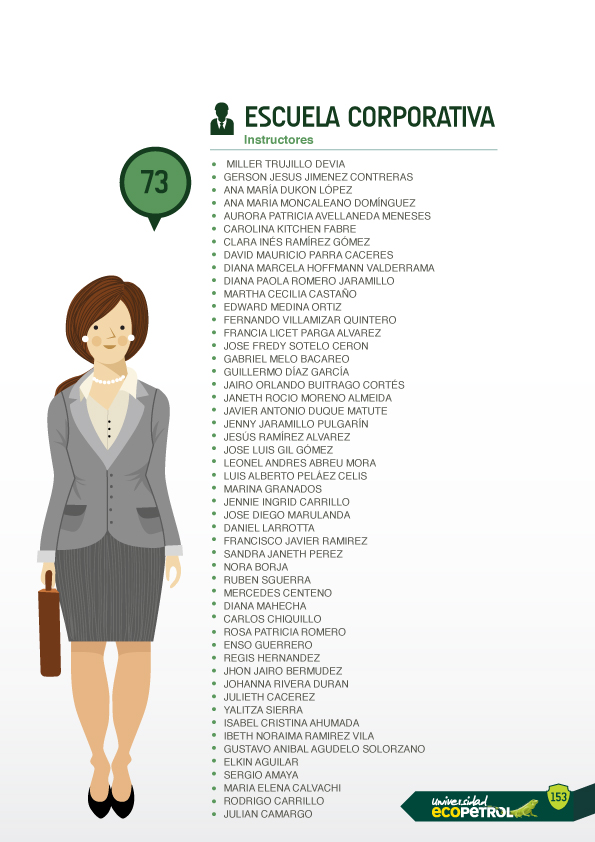 ESCUELA CORPORATIVA
Instructores
73
• MILLER TRUJILLO DEVIA
• GERSON JESUS JIMENEZ CONTRERAS
• ANA MARÍA DUKON LÓPEZ
• ANA MARIA MONCALEANO DOMÍNGUEZ
• AURORA PATRICIA AVELLANEDA MENESES
• CAROLINA KITCHEN FABRE
• CLARA INÉS RAMÍREZ GÓMEZ
• DAVID MAURICIO PARRA CACERES
• DIANA MARCELA HOFFMANN VALDERRAMA
• DIANA PAOLA ROMERO JARAMILLO
• MARTHA CECILIA CASTAÑO
• EDWARD MEDINA ORTIZ
• FERNANDO VILLAMIZAR QUINTERO
• FRANCIA LICET PARGA ALVAREZ
• JOSE FREDY SOTELO CERON
• GABRIEL MELO BACAREO
• GUILLERMO DÍAZ GARCÍA
• JAIRO ORLANDO BUITRAGO CORTÉS
• JANETH ROCIO MORENO ALMEIDA
• JAVIER ANTONIO DUQUE MATUTE
• JENNY JARAMILLO PULGARÍN
• JESÚS RAMÍREZ ALVAREZ
• JOSE LUIS GIL GÓMEZ
• LEONEL ANDRES ABREU MORA
• LUIS ALBERTO PELÁEZ CELIS
• MARINA GRANADOS
• JENNIE INGRID CARRILLO
• JOSE DIEGO MARULANDA
• DANIEL LARROTTA
• FRANCISCO JAVIER RAMIREZ
• SANDRA JANETH PEREZ
• NORA BORJA
• RUBEN SGUERRA
• MERCEDES CENTENO
• DIANA MAHECHA
• CARLOS CHIQUILLO
• ROSA PATRICIA ROMERO
• ENSO GUERRERO
• REGIS HERNANDEZ
• JHON JAIRO BERMUDEZ
• JOHANNA RIVERA DURAN
• JULIETH CACEREZ
• YALITZA SIERRA
• ISABEL CRISTINA AHUMADA
• IBETH NORAIMA RAMIREZ VILA
• GUSTAVO ANIBAL AGUDELO SOLORZANO
• ELKIN AGUILAR
• SERGIO AMAYA
• MARIA ELENA CALVACHI
• RODRIGO CARRILLO
• JULIAN CAMARGO
Universidad
ECOPETROL
153